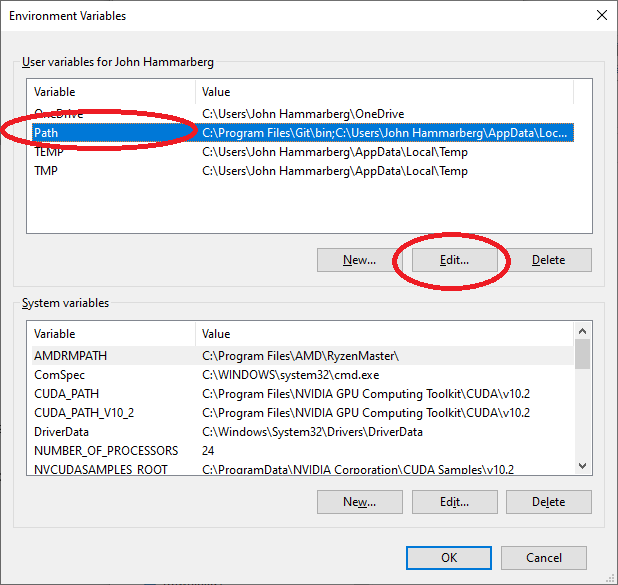 Environment Variables
User variables for John Hammarberg
Variable Value
OneDrive C:\Users\John Hammarberg\OneDrive
Path C:\Program Files\Git\bin;C:\Users\John Hammarberg\AppData\Loc...
TEMP C:\Users\John Hammarberg\AppData\Local\Temp
TMP C:\Users\John Hammarberg\AppData\Local\Temp
New... Edit... Delete
System variables
Variable Value
AMDRMPATH C:\Program Files\AMD\RyzenMaster\
ComSpec C:\WINDOWS\system32\cmd.exe
CUDA_PATH C:\Program Files\NVIDIA GPU Computing Toolkit\CUDA\v10.2
CUDA_PATH_V10_2 C:\Program Files\NVIDIA GPU Computing Toolkit\CUDA\v10.2
DriverData C:\Windows\System32\Drivers\DriverData
NUMBER_OF_PROCESSORS 24
NVCUDASAMPLES_ROOT C:\ProgramData\NVIDIA Corporation\CUDA Samples\v10.2
New... Edit... Delete
OK Cancel